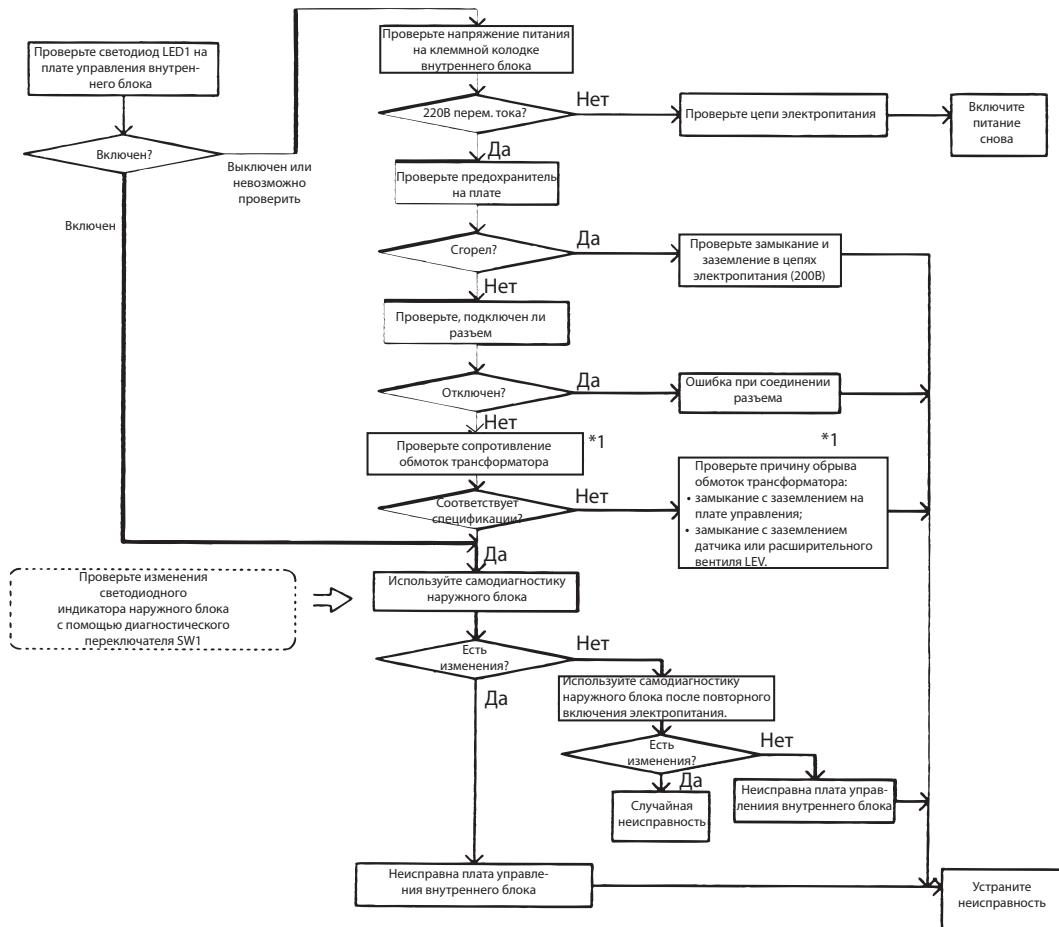 Проверьте светодиод LED1 на
плате управления внутрен-
него блока
Включен?
Выключен или
невозможно
проверить
Включен
Проверьте напряжение питания
на клеммной колодке
внутреннего блока
220В перем. тока?
Нет
Проверьте цепи электропитания
Включите
питание
снова
Да
Проверьте предохранитель
на плате
Сгорел?
Да
Проверьте замыкание и
заземление в цепях
электропитания (200В)
Нет
Проверьте, подключен ли
разъем
Отключен?
Да
Ошибка при соединении
разъема
Нет
Проверьте сопротивление
обмоток трансформатора
*1
Соответствует
спецификации?
Нет
*1
Проверьте причину обрыва
обмоток трансформатора:
• замыкание с заземлением на
плате управления;
• замыкание с заземлением
датчика или расширительного
вентиля LEV.
Да
Проверьте изменения
светодиодного
индикатора наружного блока
с помощью диагностического
переключателя SW1
Используйте самодиагностику
наружного блока
Есть
изменения?
Нет
Да
Используйте самодиагностику
наружного блока после повторного
включения электропитания.
Есть
изменения?
Нет
Да
Случайная
неисправность
Неисправна плата управ-
лениия внутреннего блока
Неисправна плата управле-
ния внутреннего блока
Устраните
неисправность